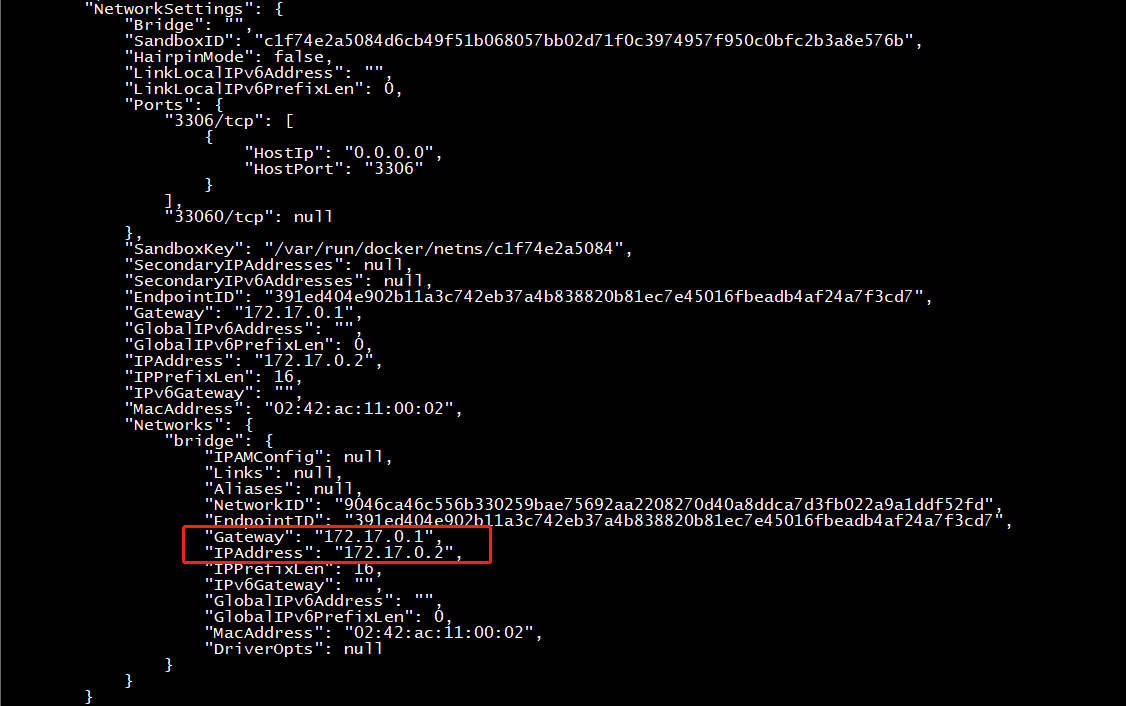 "NetworkSettings": {
"Bridge": "",
"SandboxID": "c1f74e2a5084d6cb49f51b068057bb02d71f0c3974957f950c0bfc2b3a8e576b",
"HairpinMode": false,
"LinkLocalIPv6Address": "",
"LinkLocalIPv6PrefixLen": 0,
"Ports": {
"3306/tcp": [
{
"HostIp": "0.0.0.0",
"HostPort": "3306"
}
],
"33060/tcp": null
},
"SandboxKey": "/var/run/docker/netns/c1f74e2a5084",
"SecondaryIPAddresses": null,
"SecondaryIPv6Addresses": null,
"EndpointID": "391ed404e902b11a3c742eb37a4b838820b81ec7e45016fbeadb4af24a7f3cd7",
"Gateway": "172.17.0.1",
"GlobalIPv6Address": "",
"GlobalIPv6PrefixLen": 0,
"IPAddress": "172.17.0.2",
"IPPrefixLen": 16,
"IPv6Gateway": "",
"MacAddress": "02:42:ac:11:00:02",
"Networks": {
"bridge": {
"IPAMConfig": null,
"Links": null,
"Aliases": null,
"NetworkID": "9046ca46c556b330259bae75692aa2208270d40a8ddca7d3fb022a9a1ddf52fd",
"EndpointID": "391ed404e902b11a3c742eb37a4b838820b81ec7e45016fbeadb4af24a7f3cd7",
"Gateway": "172.17.0.1",
"IPAddress": "172.17.0.2",
"IPPrefixLen": 16,
"IPv6Gateway": "",
"GlobalIPv6Address": "",
"GlobalIPv6PrefixLen": 0,
"MacAddress": "02:42:ac:11:00:02",
"DriverOpts": null
}
}
}